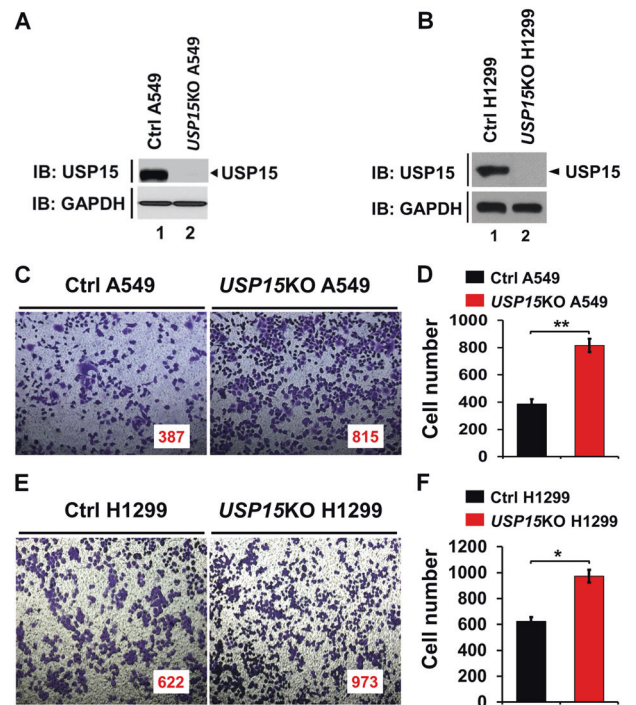 A
Ctrl A549
USP15KO A549
IB: USP15
USP15
IB: GAPDH
1 2
B
Ctrl H1299
USP15KO H1299
IB: USP15
USP15
IB: GAPDH
1 2
C
Ctrl A549
USP15KO A549
387
815
D
Ctrl A549
USP15KO A549
Cell number
1000
800
600
400
200
0
**
E
Ctrl H1299
USP15KO H1299
622
973
F
Ctrl H1299
USP15KO H1299
Cell number
1200
1000
800
600
400
200
0
*